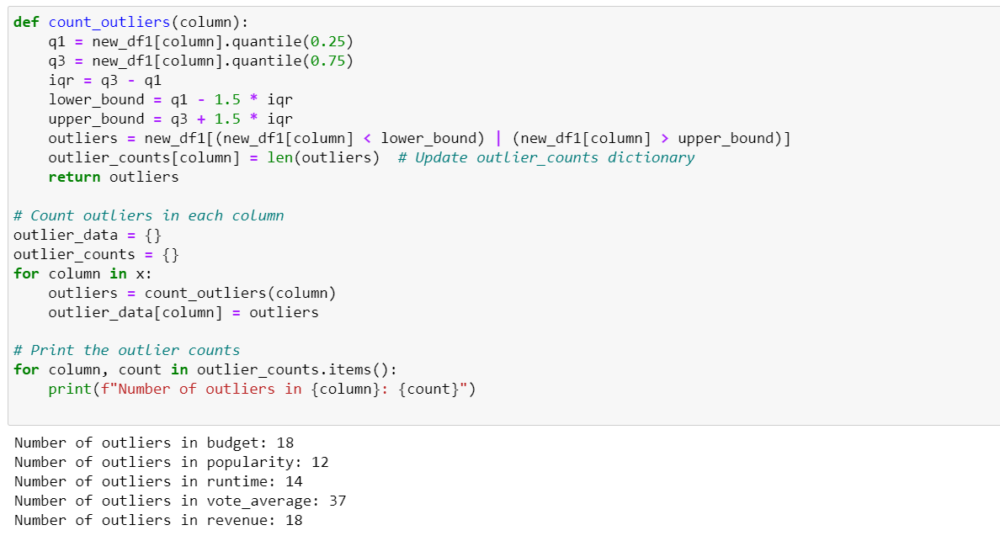 def count_outliers(column):
    q1 = new_df1[column].quantile(0.25)
    q3 = new_df1[column].quantile(0.75)
    iqr = q3 - q1
    lower_bound = q1 - 1.5 * iqr
    upper_bound = q3 + 1.5 * iqr
    outliers = new_df1[(new_df1[column] < lower_bound) | (new_df1[column] > upper_bound)]
    outlier_counts[column] = len(outliers)  # Update outlier_counts dictionary
    return outliers

# Count outliers in each column
outlier_data = {}
outlier_counts = {}
for column in x:
    outliers = count_outliers(column)
    outlier_data[column] = outliers

# Print the outlier counts
for column, count in outlier_counts.items():
    print(f"Number of outliers in {column}: {count}")

Number of outliers in budget: 18
Number of outliers in popularity: 12
Number of outliers in runtime: 14
Number of outliers in vote_average: 37
Number of outliers in revenue: 18